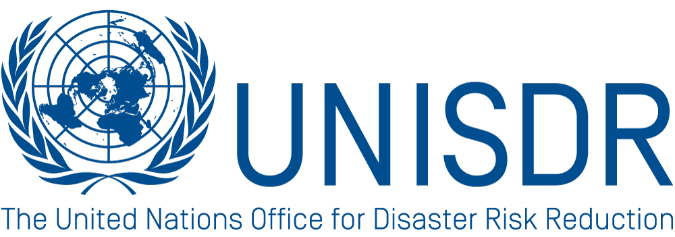 UNISDR
The United Nations Office for Disaster Risk Reduction